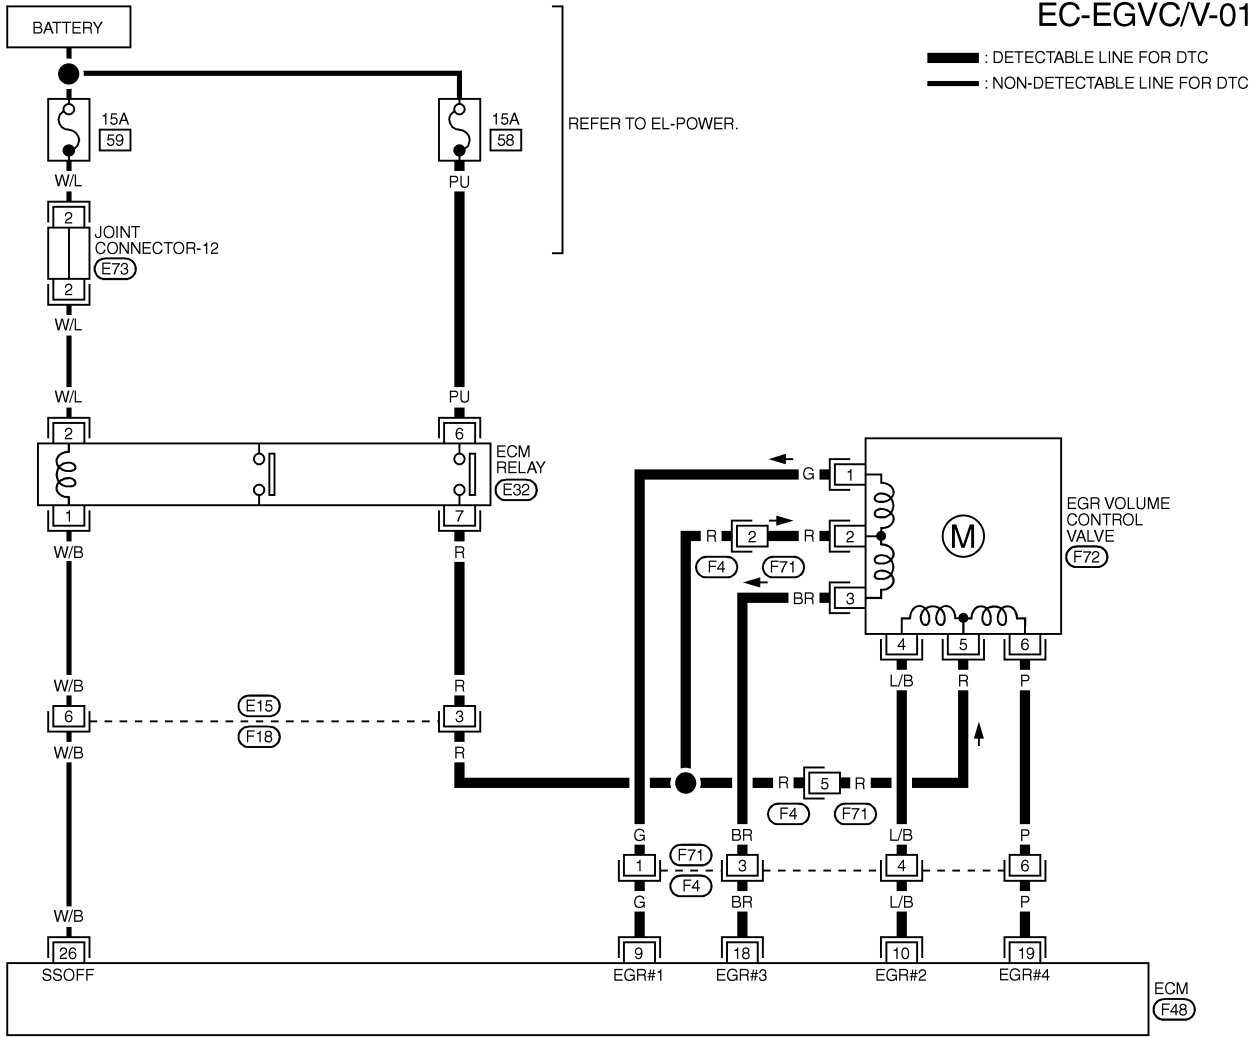 EC-EGVC/V-01
BATTERY
: DETECTABLE LINE FOR DTC
: NON-DETECTABLE LINE FOR DTC
15A
59
15A
58
REFER TO EL-POWER.
W/L
PU
2
JOINT
CONNECTOR-12
E73
2
W/L
W/L
PU
2
6
ECM
RELAY
E32
1
7
W/B
R
G
1
R
2
R
2
F4
F71
BR
3
M
EGR VOLUME
CONTROL
VALVE
F72
4
5
6
L/B
R
P
W/B
R
6
E15
F18
3
W/B
R
R
5
R
F4
F71
G
BR
L/B
P
1
F71
F4
3
4
6
G
BR
L/B
P
W/B
26
9
18
10
19
SSOFF
EGR#1
EGR#3
EGR#2
EGR#4
ECM
F48